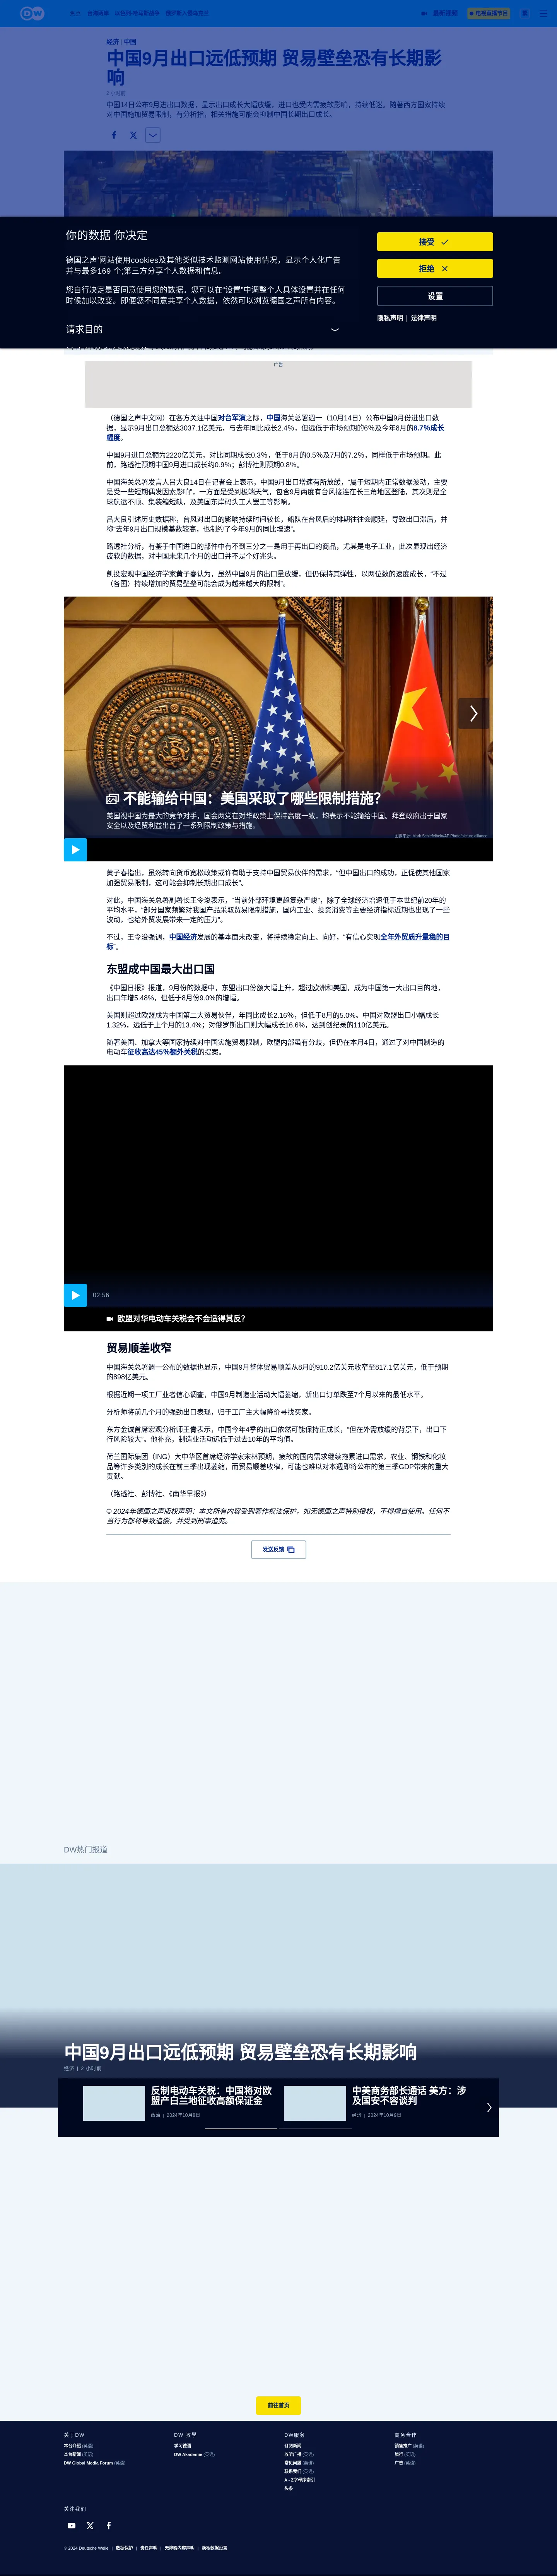 DW
最新视频
电视直播节目
经济 | 中国
中国9月出口远低预期 贸易壁垒恐有长期影
响
2 小时前
中国14日公布9月进出口数据，显示出口成长大幅放缓，进口也受内需疲软影响，持续低迷。随著西方国家持续
对中国施加贸易限制，有分析指，相关措施可能会抑制中国长期出口成长。
你的数据 你决定
德国之声网站使用cookies及其他类似技术监测网站使用情况，显示个人化广告
并与最多169 个;第三方分享个人数据和信息。
您自行决定是否同意使用您的数据。您可以在"设置"中调整个人具体设置并在任何
时候加以改变。即便您不同意共享个人数据，依然可以浏览德国之声所有内容。
请求目的
接受
拒绝
设置
隐私声明 | 法律声明
广告
（德国之声中文网）在各方关注中国对台军演之际，中国海关总署週一（10月14日）公布中国9月份进出口数
据，显示9月出口总额达3037.1亿美元，与去年同比成长2.4％，但远低于市场预期的6％及今年8月的8.7％成长
幅度。
中国9月进口总额为2220亿美元，对比同期成长0.3％，低于8月的0.5％及7月的7.2％，同样低于市场预期。此
前，路透社预期中国9月进口成长约0.9％；彭博社则预期0.8％。
中国海关总署发言人吕大良14日在记者会上表示，中国9月出口增速有所放缓，"属于短期内正常数据波动，主要
是受一些短期偶发因素影响"，一方面是受到极端天气，包含9月两度有台风接连在长三角地区登陆，其次则是全
球航运不顺、集装箱短缺，及美国东岸码头工人罢工等影响。
吕大良引述历史数据称，台风对出口的影响持续时间较长，船队在台风后的排期往往会顺延，导致出口滞后，并
称"去年9月出口规模基数较高，也制约了今年9月的同比增速"。
路透社分析，有鉴于中国进口的部件中有不到三分之一是用于再出口的商品，尤其是电子工业，此次显现出经济
疲软的数据，对中国未来几个月的出口并不是个好兆头。
凯投宏观中国经济学家黄子春认为，虽然中国9月的出口量放缓，但仍保持其弹性，以两位数的速度成长，"不过
（各国）持续增加的贸易壁垒可能会成为越来越大的限制"。
不能输给中国：美国采取了哪些限制措施？
美国视中国为最大的竞争对手，国会两党在对华政策上保持高度一致，均表示不能输给中国。拜登政府出于国家
安全以及经贸利益出台了一系列限制政策与措施。
图像来源: Mark Schiefelbein/AP Photo/picture alliance
黄子春指出，虽然转向货币宽松政策或许有助于支持中国贸易伙伴的需求，"但中国出口的成功，正促使其他国家
加强贸易限制，这可能会抑制长期出口成长"。
对此，中国海关总署副署长王令浚表示，"当前外部环境更趋复杂严峻"，除了全球经济增速低于本世纪前20年的
平均水平，"部分国家频繁对我国产品采取贸易限制措施，国内工业、投资消费等主要经济指标近期也出现了一些
波动，也给外贸发展带来一定的压力"。
不过，王令浚强调，中国经济发展的基本面未改变，将持续稳定向上、向好，"有信心实现全年外贸质升量稳的目
标"。
东盟成中国最大出口国
《中国日报》报道，9月份的数据中，东盟出口份额大幅上升，超过欧洲和美国，成为中国第一大出口目的地，
出口年增5.48%，但低于8月份9.0%的增幅。
美国则超过欧盟成为中国第二大贸易伙伴，年同比成长2.16％，但低于8月的5.0％。中国对欧盟出口小幅成长
1.32%，远低于上个月的13.4%；对俄罗斯出口则大幅成长16.6%，达到创纪录的110亿美元。
随著美国、加拿大等国家持续对中国实施贸易限制，欧盟内部虽有分歧，但仍在本月4日，通过了对中国制造的
电动车征收高达45％额外关税的提案。
02:56
欧盟对华电动车关税会不会适得其反？
贸易顺差收窄
中国海关总署週一公布的数据也显示，中国9月整体贸易顺差从8月的910.2亿美元收窄至817.1亿美元，低于预期
的898亿美元。
根据近期一项工厂业者信心调查，中国9月制造业活动大幅萎缩，新出口订单跌至7个月以来的最低水平。
分析师将前几个月的强劲出口表现，归于工厂主大幅降价寻找买家。
东方金诚首席宏观分析师王青表示，中国今年4季的出口依然可能保持正成长，"但在外需放缓的背景下，出口下
行风险较大"。他补充，制造业活动远低于过去10年的平均值。
荷兰国际集团（ING）大中华区首席经济学家宋林预期，疲软的国内需求继续拖累进口需求，农业、钢铁和化妆
品等许多类别的成长在前三季出现萎缩，而贸易顺差收窄，可能也难以对本週即将公布的第三季GDP带来的重大
贡献。
（路透社、彭博社、《南华早报》）
© 2024年德国之声版权声明：本文所有内容受到著作权法保护，如无德国之声特别授权，不得擅自使用。任何不
当行为都将导致追偿，并受到刑事追究。
发送反馈
DW热门报道
中国9月出口远低预期 贸易壁垒恐有长期影响
经济 | 2 小时前
反制电动车关税：中国将对欧
盟产白兰地征收高额保证金
政治 | 2024年10月8日
中美商务部长通话 美方：涉
及国安不容谈判
经济 | 2024年10月9日
前往首页
关于DW
本台介绍 (英语)
本台新闻 (英语)
DW Global Media Forum (英语)
DW 教學
学习德语
DW Akademie (英语)
DW服务
订阅新闻
收听广播 (英语)
常见问题 (英语)
联系我们 (英语)
A - Z字母序索引
头条
商务合作
销售推广 (英语)
旅行 (英语)
广告 (英语)
关注我们
© 2024 Deutsche Welle | 数据保护 | 责任声明 | 无障碍内容声明 | 隐私数据设置